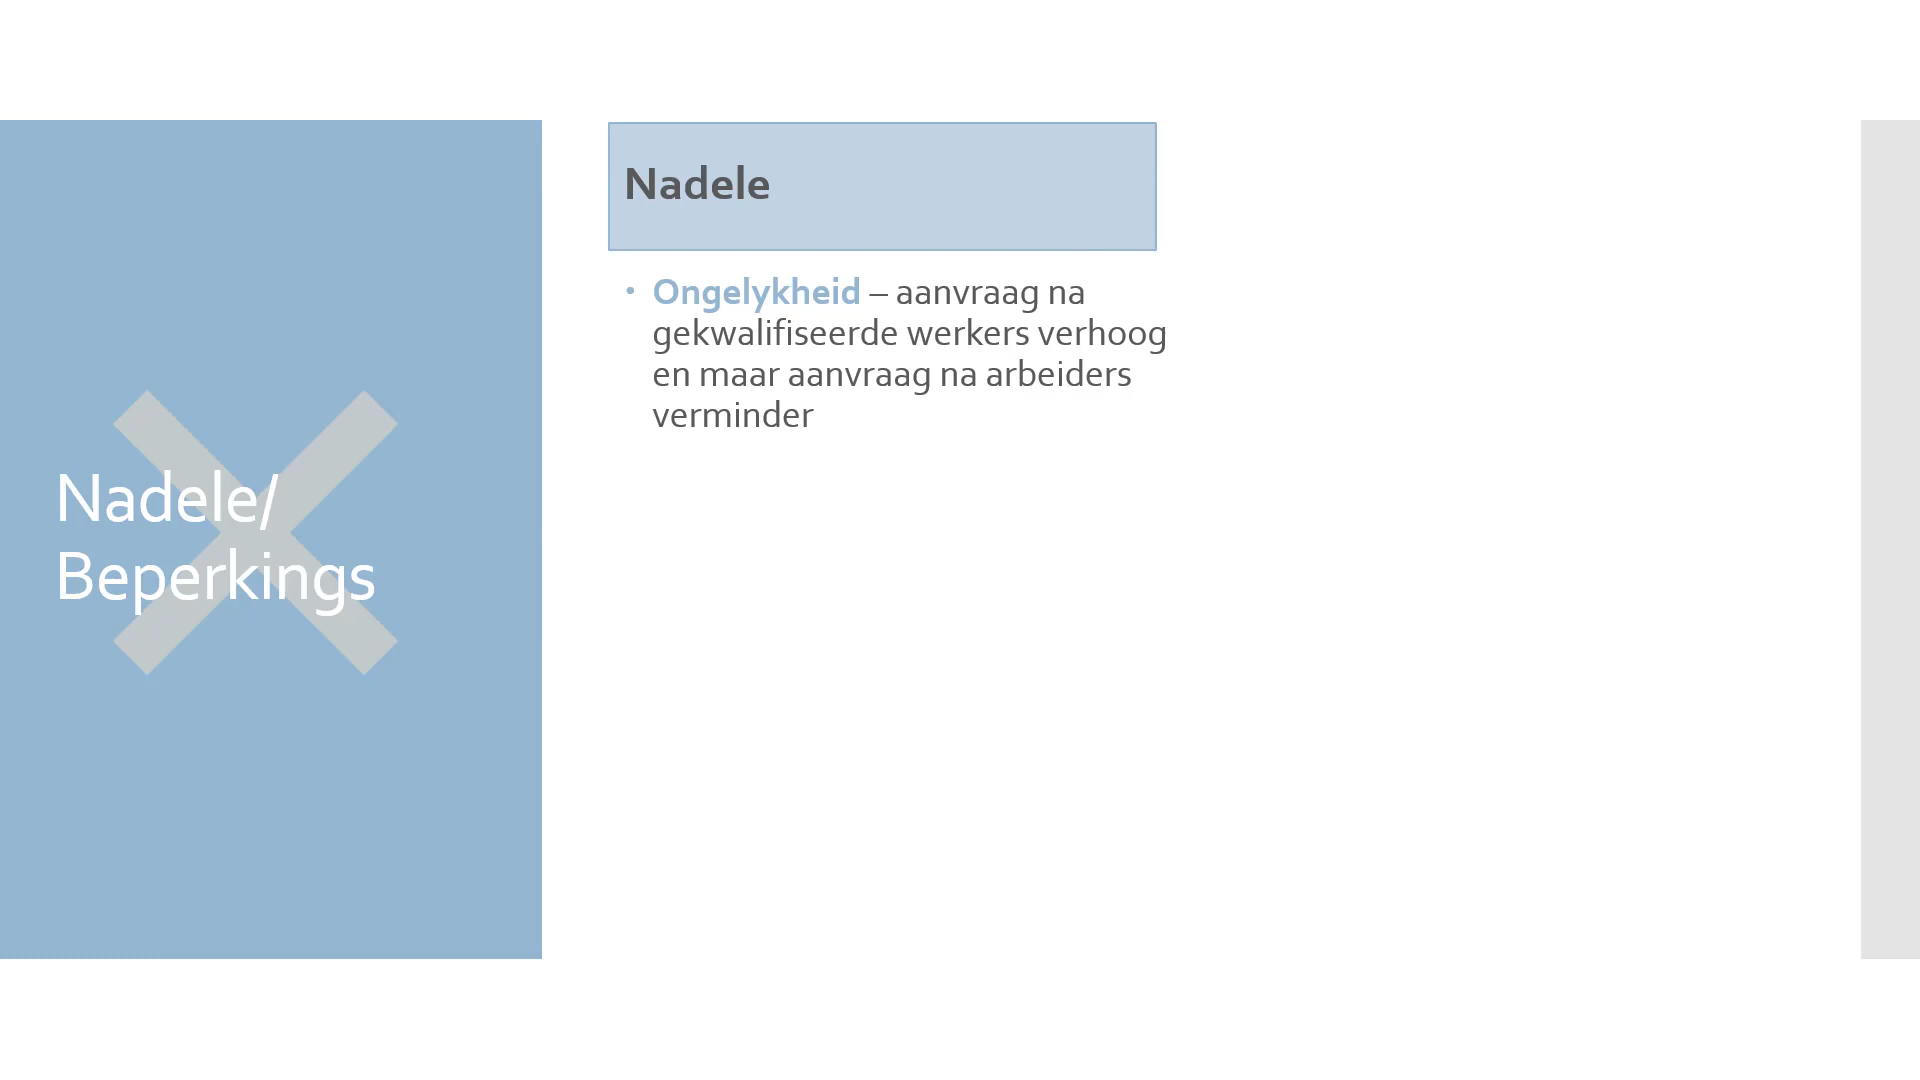 Nadele/
Beperkings
Nadele
• Ongelykheid – aanvraag na
gekwalifiseerde werkers verhoog
en maar aanvraag na arbeiders
verminder